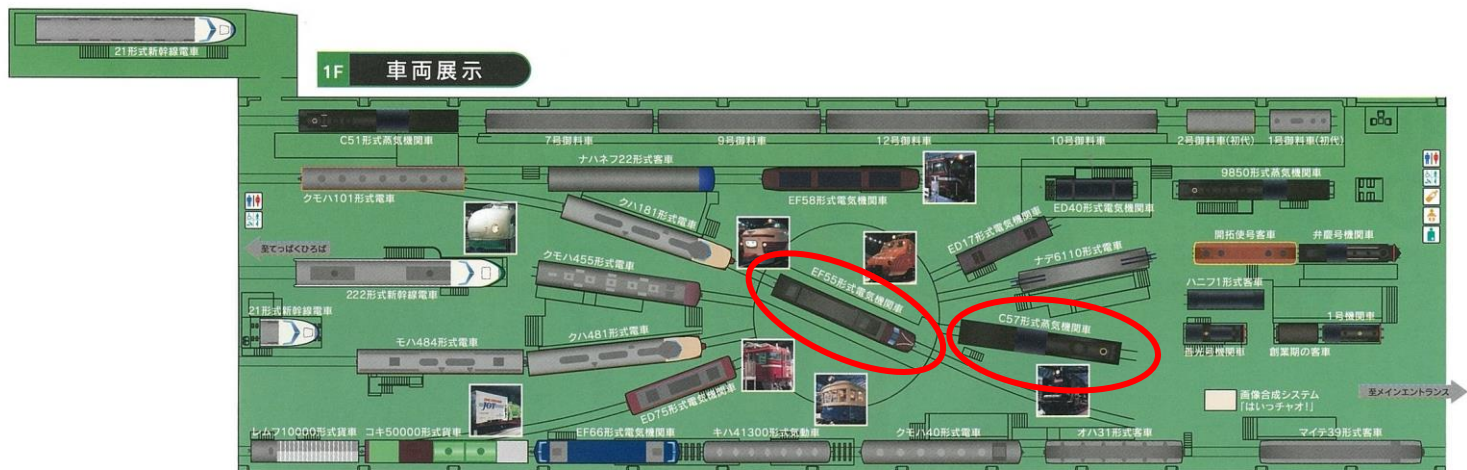 21形式新幹線電車
1F 車両展示
C51形式蒸気機関車
7号御料車
9号御料車
12号御料車
10号御料車
2号御料車(初代)
1号御料車(初代)
ナハネフ22形式客車
クモハ101形式電車
EF58形式電気機関車
ED40形式電気機関車
9850形式蒸気機関車
クハ181形式電車
ED17形式電気機関車
開拓使号客車
弁慶号機関車
至てっぱくひろば
クモハ455形式電車
EF55形式電気機関車
ナデ6110形式電車
ハニフ1形式客車
222形式新幹線電車
21形式新幹線電車
C57形式蒸気機関車
1号機関車
モハ484形式電車
クハ481形式電車
善光号機関車
創業期の客車
ED75形式電気機関車
画像合成システム
「はいっチャオ!」
至メインエントランス
レムフ10000形式貨車
コキ50000形式貨車
EF66形式電気機関車
キハ41300形式気動車
クモハ40形式電車
オハ31形式客車
マイテ39形式客車